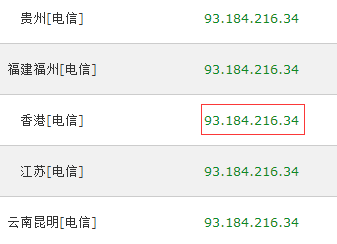 贵州[电信] 93.184.216.34
福建福州[电信] 93.184.216.34
香港[电信] 93.184.216.34
江苏[电信] 93.184.216.34
云南昆明[电信] 93.184.216.34